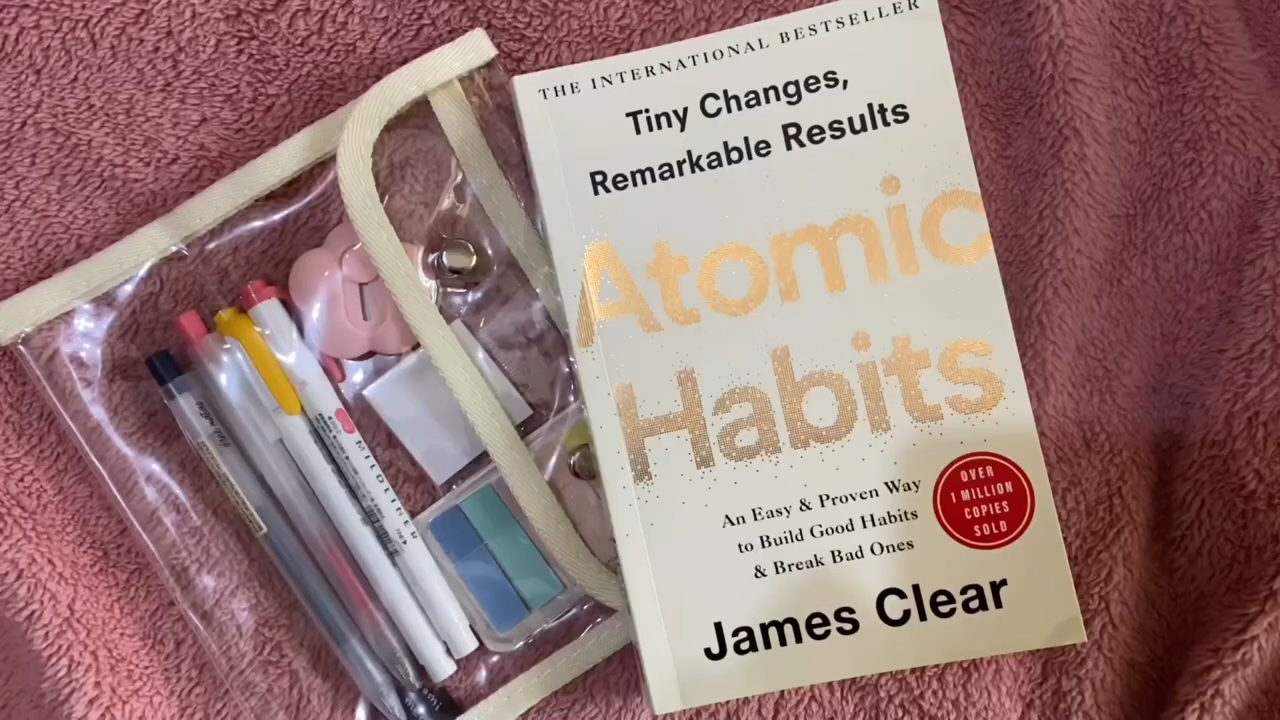 THE INTERNATIONAL BESTSELLER
Tiny Changes,
Remarkable Results
Atomic
Habits
An Easy & Proven Way
to Build Good Habits
& Break Bad Ones
OVER
1 MILLION
COPIES
SOLD
James Clear
MILDLINER